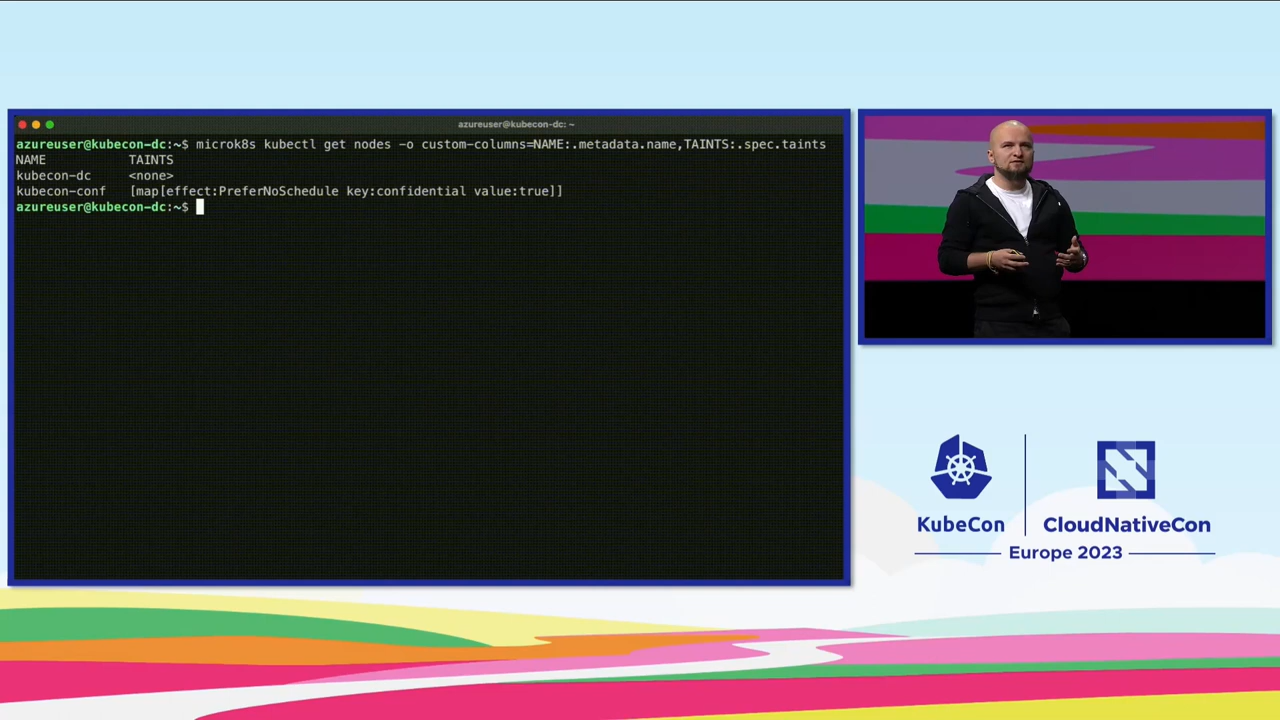 azureuser@kubecon-dc: ~
azureuser@kubecon-dc:~$ microk8s kubectl get nodes -o custom-columns=NAME:.metadata.name,TAINTS:.spec.taints
NAME TAINTS
kubecon-dc <none>
kubecon-conf [map[effect:PreferNoSchedule key:confidential value:true]]
azureuser@kubecon-dc:~$
KubeCon
CloudNativeCon
Europe 2023